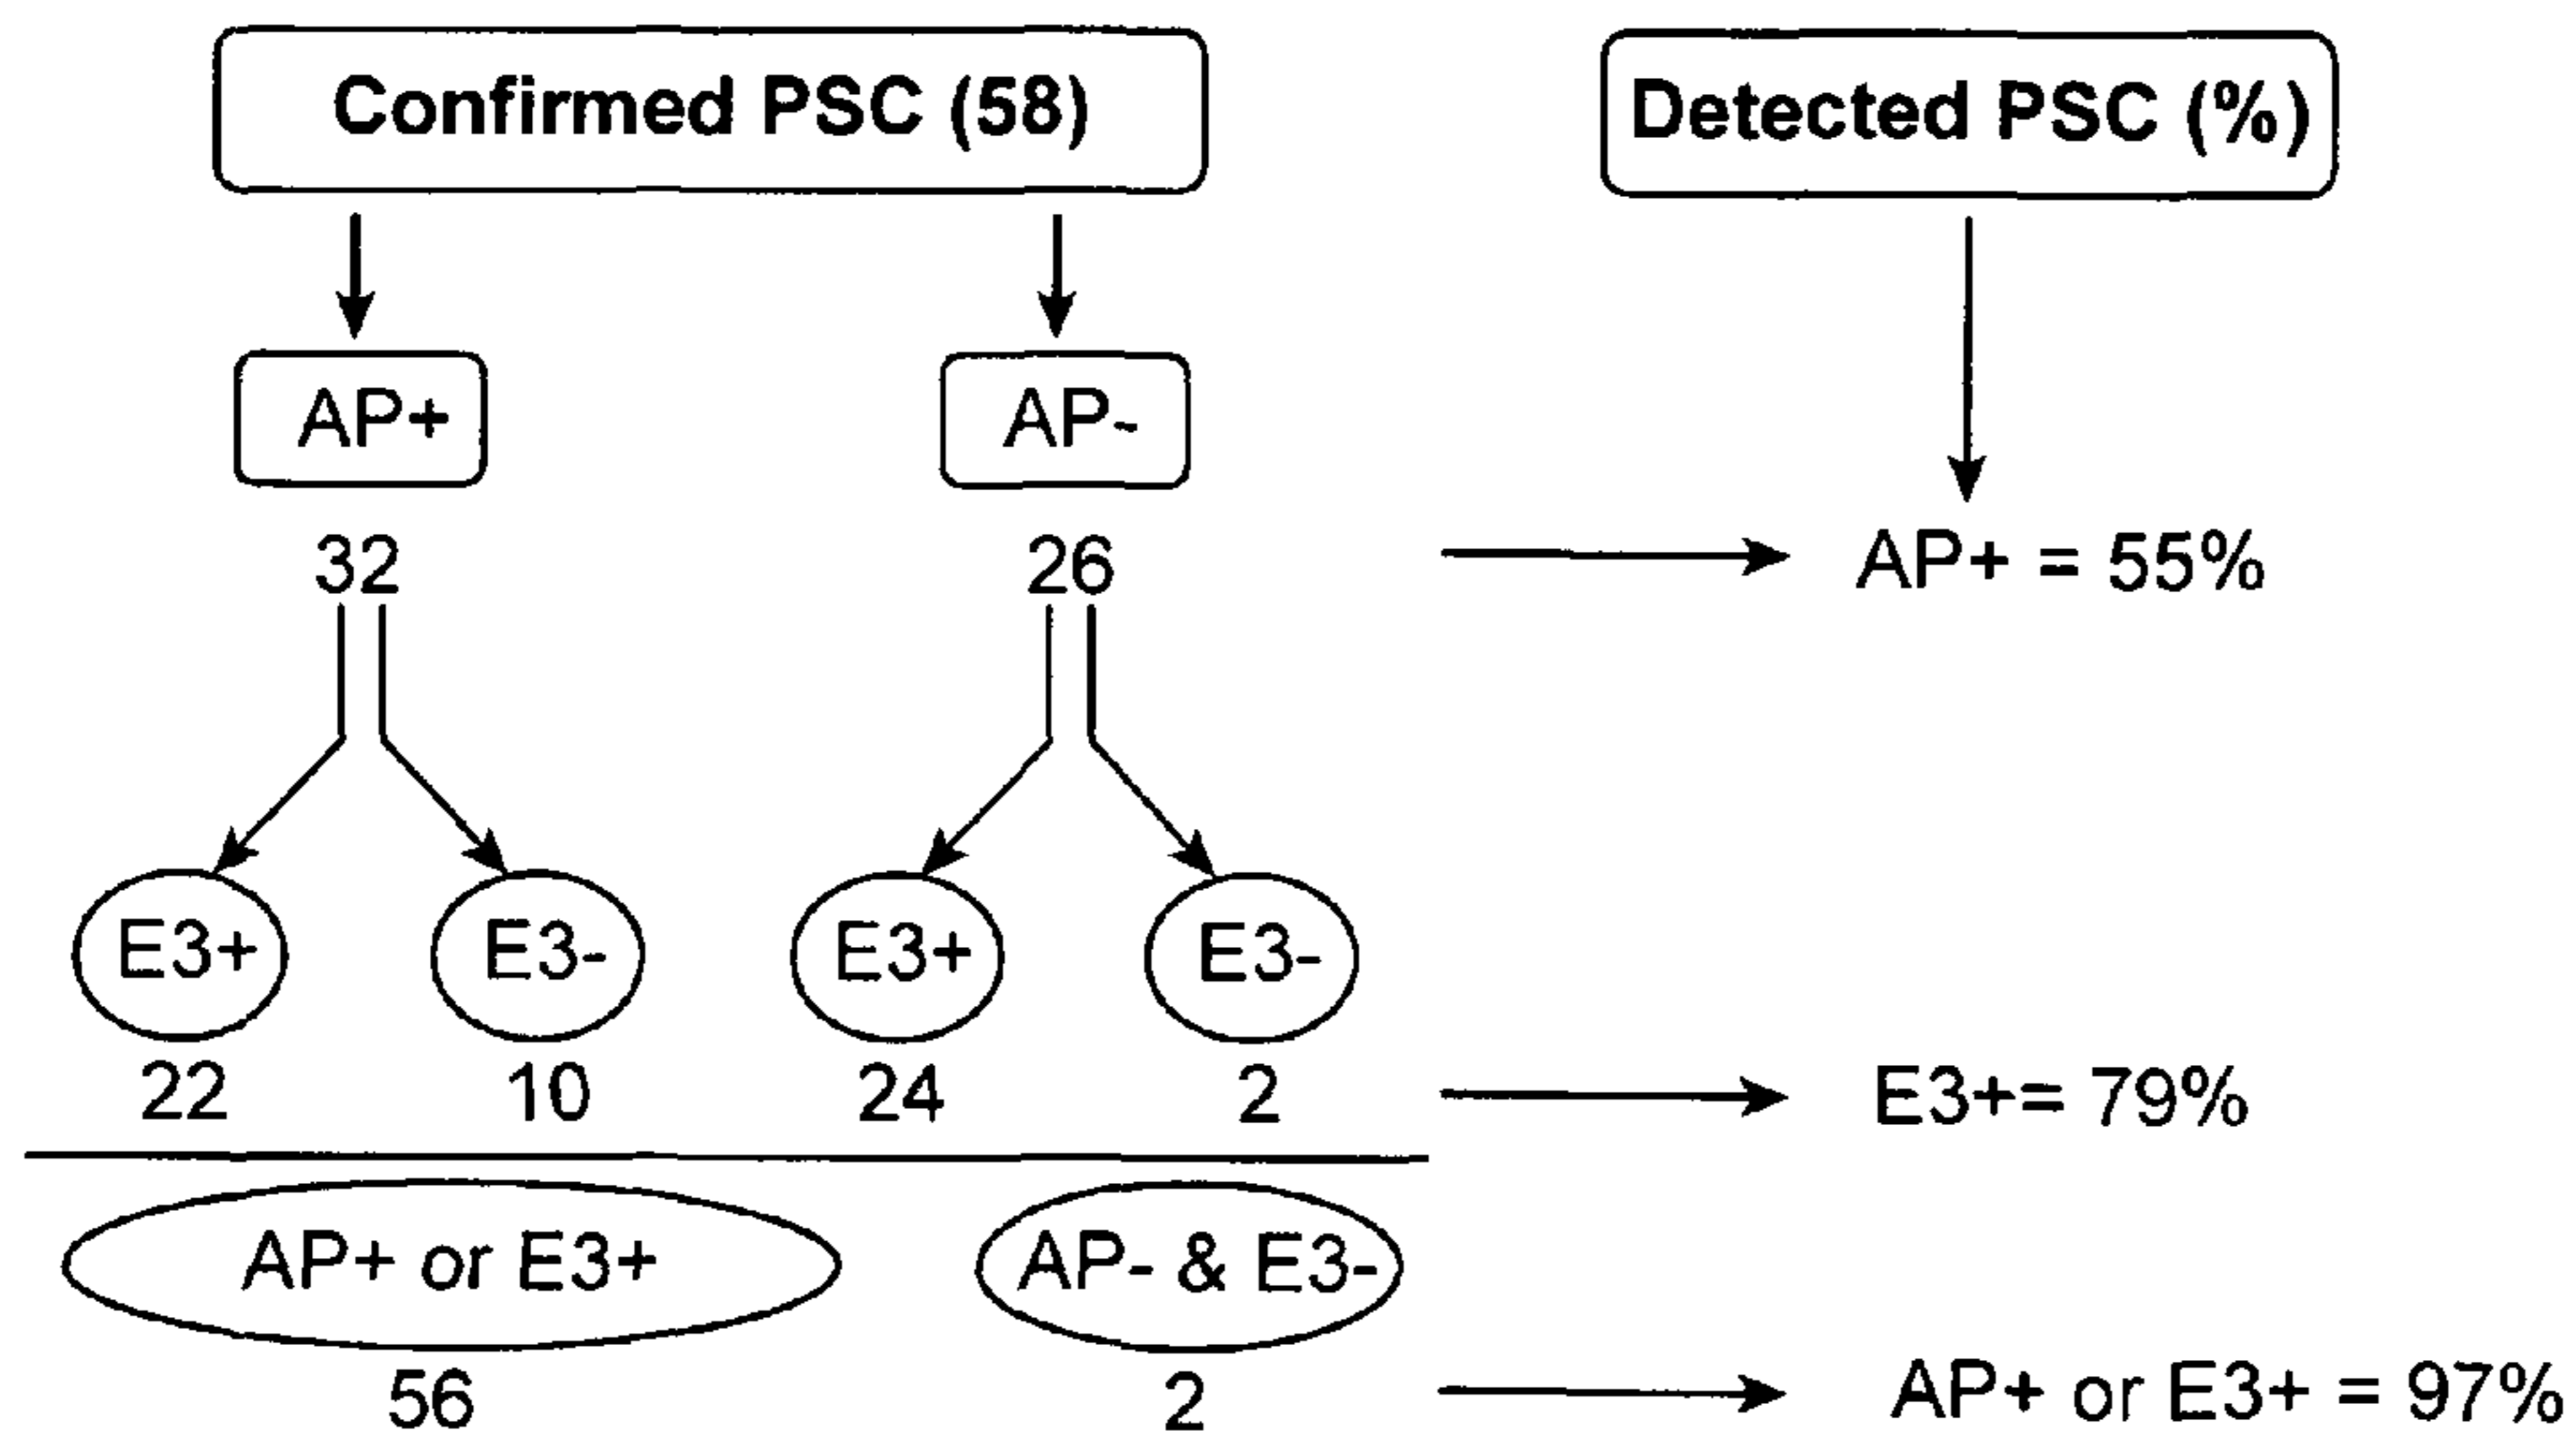 Confirmed PSC (58)
Detected PSC (%)
AP+
AP-
32
26
AP+ = 55%
E3+
E3-
E3+
E3-
22
10
24
2
E3+= 79%
AP+ or E3+
AP- & E3-
56
2
AP+ or E3+ = 97%